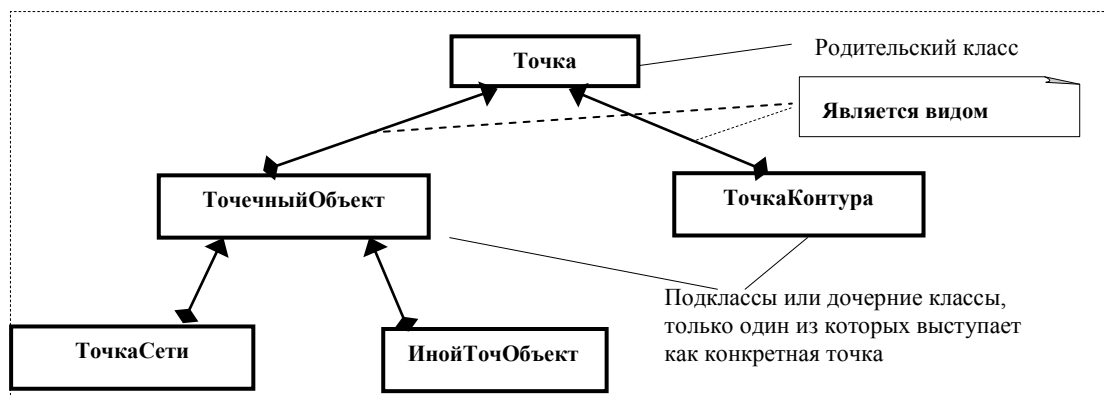 Точка
Родительский класс
Является видом
ТочечныйОбъект
ТочкаКонтура
Подклассы или дочерние классы,
только один из которых выступает
как конкретная точка
ТочкаСети
ИнойТочОбъект